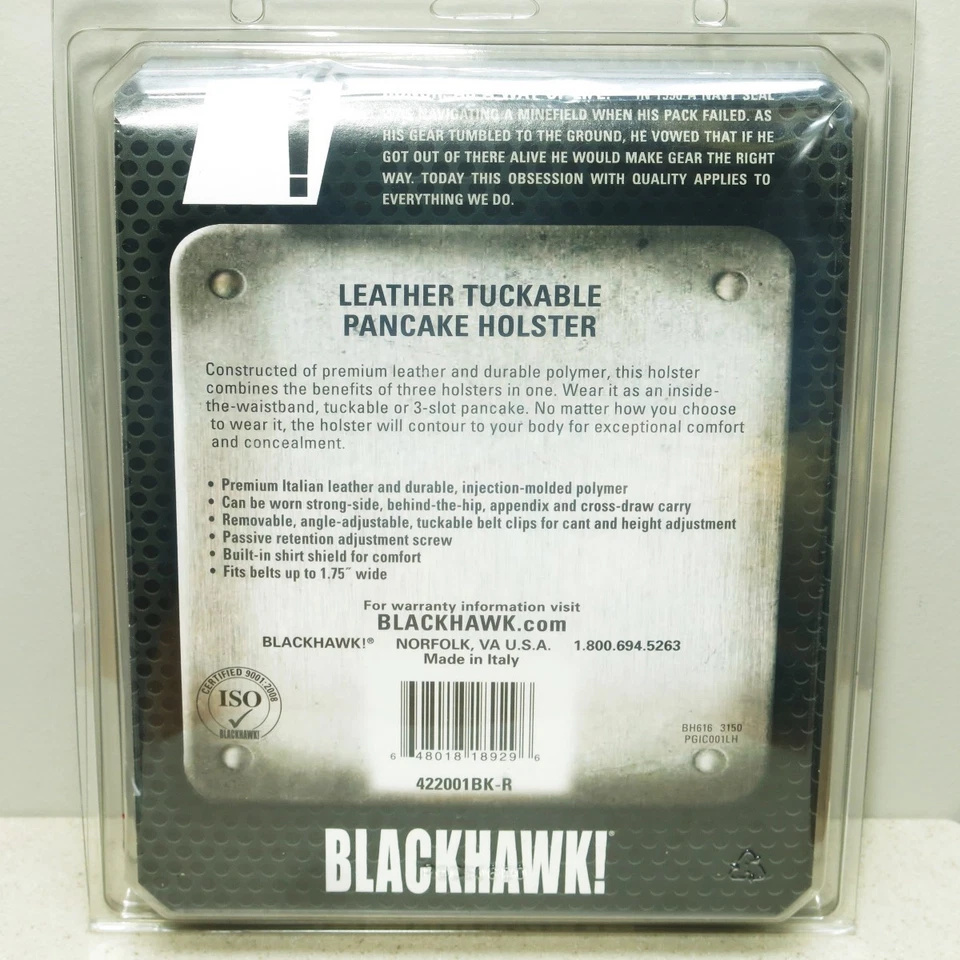 HONOR AS A WAY OF LIFE. IN 1990 A NAVY SEAL
WAS NAVIGATING A MINEFIELD WHEN HIS PACK FAILED. AS
HIS GEAR TUMBLED TO THE GROUND, HE VOWED THAT IF HE
GOT OUT OF THERE ALIVE HE WOULD MAKE GEAR THE RIGHT
WAY. TODAY THIS OBSESSION WITH QUALITY APPLIES TO
EVERYTHING WE DO.
!
LEATHER TUCKABLE
PANCAKE HOLSTER
Constructed of premium leather and durable polymer, this holster
combines the benefits of three holsters in one. Wear it as an inside-
the-waistband, tuckable or 3-slot pancake. No matter how you choose
to wear it, the holster will contour to your body for exceptional comfort
and concealment.
• Premium Italian leather and durable, injection-molded polymer
• Can be worn strong-side, behind-the-hip, appendix and cross-draw carry
• Removable, angle-adjustable, tuckable belt clips for cant and height adjustment
• Passive retention adjustment screw
• Built-in shirt shield for comfort
• Fits belts up to 1.75˝ wide
For warranty information visit
BLACKHAWK.com
BLACKHAWK!® NORFOLK, VA U.S.A. 1.800.694.5263
Made in Italy
CERTIFIED 9001:2008
ISO
BLACKHAWK!
BH616 3150
PGIC001LH
6 48018 18929 6
422001BK-R
BLACKHAWK!